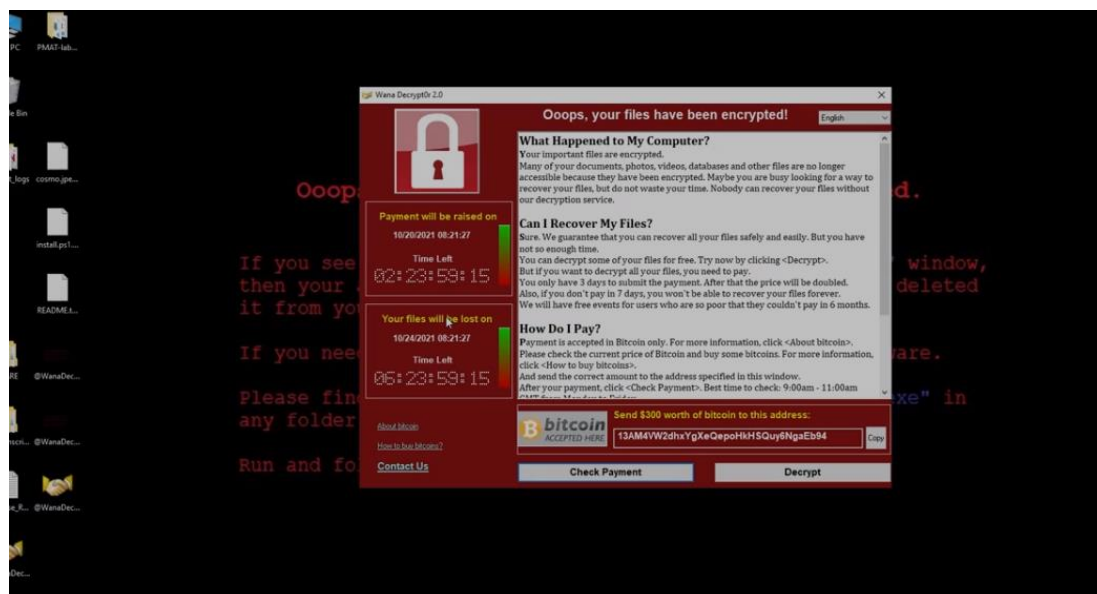 PC
PMAT-lab...
Bin
_logs
cosmo.jpe...
install.ps1....
README.t...
@WanaDec...
@WanaDec...
@WanaDec...
Dec...
Ooop
d.
If you see
window,
then your
deleted
it from yo
If you nee
are.
Please fin
xe" in
any folder
Run and fo
Wana Decrypt0r 2.0
Ooops, your files have been encrypted!
English
Payment will be raised on
10/20/2021 08:21:27
Time Left
02:23:59:15
Your files will be lost on
10/24/2021 08:21:27
Time Left
06:23:59:15
About bitcoin
How to buy bitcoins?
Contact Us
What Happened to My Computer?
Your important files are encrypted.
Many of your documents, photos, videos, databases and other files are no longer
accessible because they have been encrypted. Maybe you are busy looking for a way to
recover your files, but do not waste your time. Nobody can recover your files without
our decryption service.
Can I Recover My Files?
Sure. We guarantee that you can recover all your files safely and easily. But you have
not so enough time.
You can decrypt some of your files for free. Try now by clicking <Decrypt>.
But if you want to decrypt all your files, you need to pay.
You only have 3 days to submit the payment. After that the price will be doubled.
Also, if you don't pay in 7 days, you won't be able to recover your files forever.
We will have free events for users who are so poor that they couldn't pay in 6 months.
How Do I Pay?
Payment is accepted in Bitcoin only. For more information, click <About bitcoin>.
Please check the current price of Bitcoin and buy some bitcoins. For more information,
click <How to buy bitcoins>.
And send the correct amount to the address specified in this window.
After your payment, click <Check Payment>. Best time to check: 9:00am - 11:00am
GMT from Monday to Friday.
bitcoin
ACCEPTED HERE
Send $300 worth of bitcoin to this address:
13AM4VW2dhxYgXeQepoHkHSQuy6NgaEb94
Copy
Check Payment
Decrypt